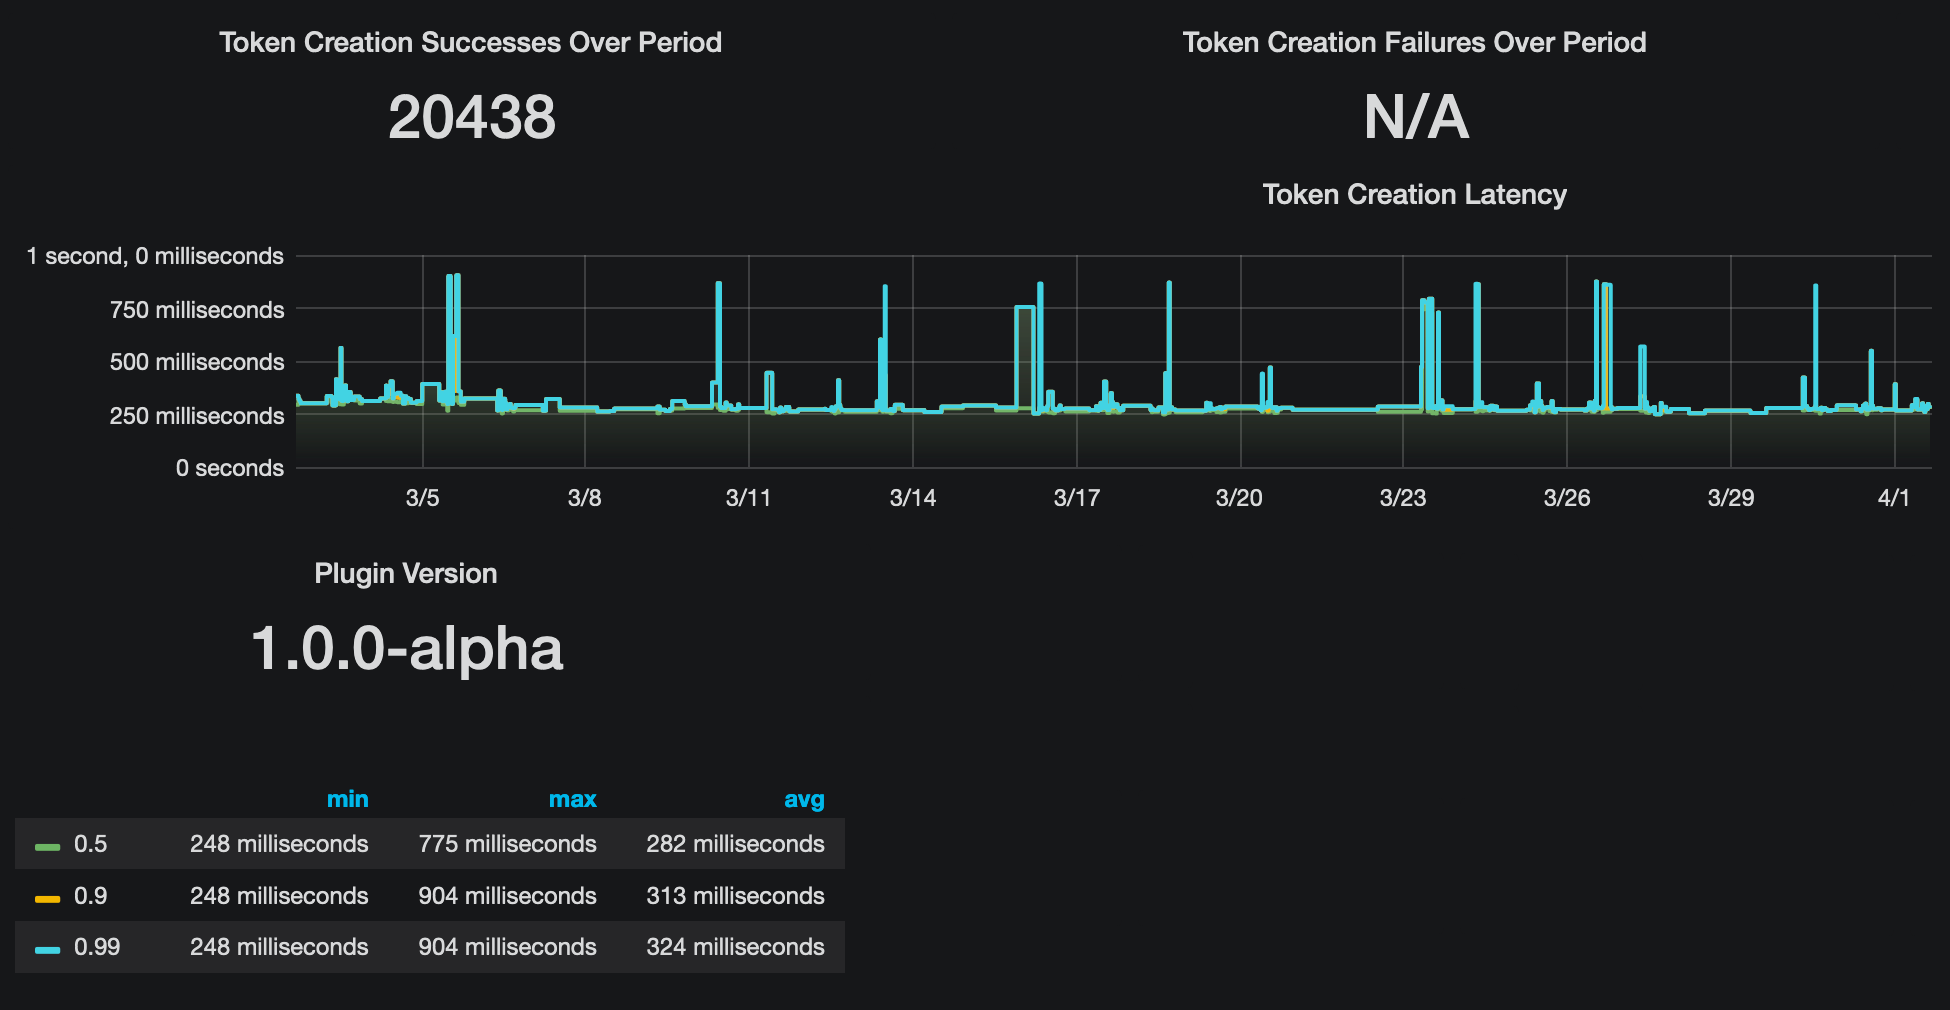 Token Creation Successes Over Period
20438
Token Creation Failures Over Period
N/A
Token Creation Latency
1 second, 0 milliseconds
750 milliseconds
500 milliseconds
250 milliseconds
0 seconds
3/5 3/8 3/11 3/14 3/17 3/20 3/23 3/26 3/29 4/1
Plugin Version
1.0.0-alpha
min max avg
0.5 248 milliseconds 775 milliseconds 282 milliseconds
0.9 248 milliseconds 904 milliseconds 313 milliseconds
0.99 248 milliseconds 904 milliseconds 324 milliseconds